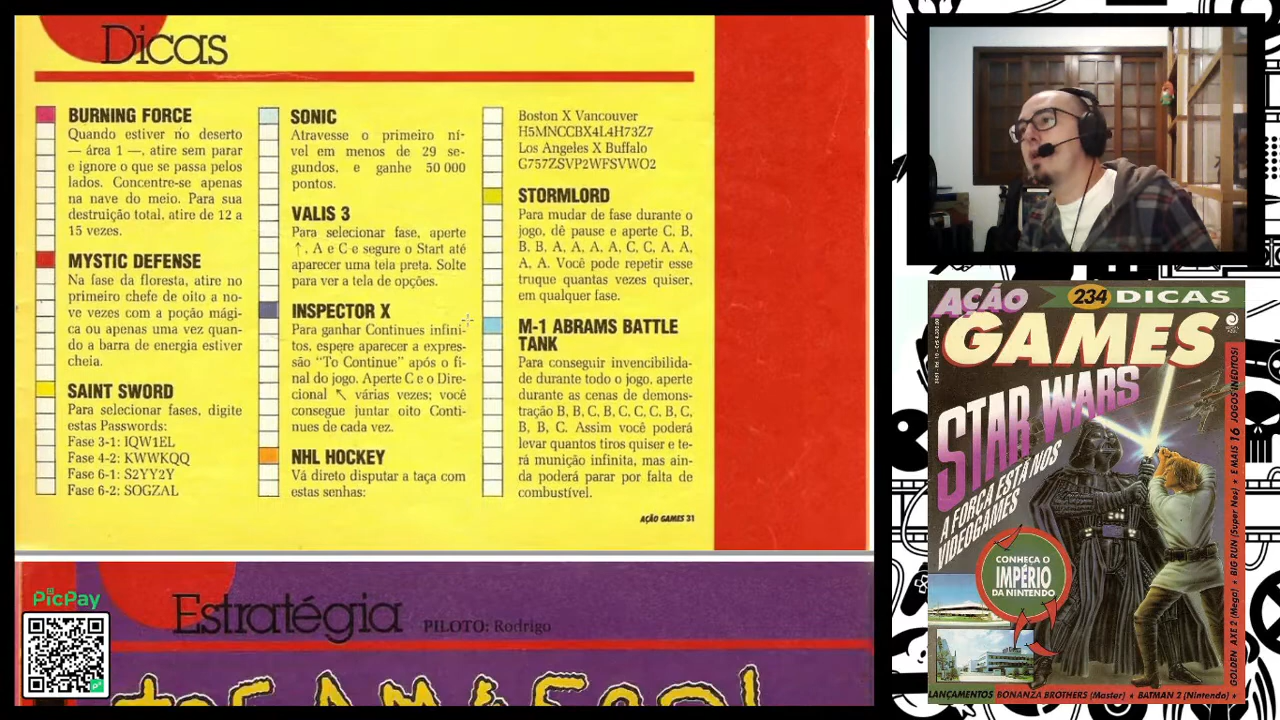 Dicas
BURNING FORCE
Quando estiver no deserto
— área 1 —, atire sem parar
e ignore o que se passa pelos
lados. Concentre-se apenas
na nave do meio. Para sua
destruição total, atire de 12 a
15 vezes.
MYSTIC DEFENSE
Na fase da floresta, atire no
primeiro chefe de oito a no-
ve vezes com a poção mági-
ca ou apenas uma vez quan-
do a barra de energia estiver
cheia.
SAINT SWORD
Para selecionar fases, digite
estas Passwords:
Fase 3-1: IQW1EL
Fase 4-2: KWWKQQ
Fase 6-1: S2YY2Y
Fase 6-2: SOGZAL
SONIC
Atravesse o primeiro ní-
vel em menos de 29 se-
gundos, e ganhe 50 000
pontos.
VALIS 3
Para selecionar fase, aperte
↑, A e C e segure o Start até
aparecer uma tela preta. Solte
para ver a tela de opções.
INSPECTOR X
Para ganhar Continues infini-
tos, espere aparecer a expres-
são “To Continue” após o fi-
nal do jogo. Aperte C e o Dire-
cional ↖ várias vezes; você
consegue juntar oito Conti-
nues de cada vez.
NHL HOCKEY
Vá direto disputar a taça com
estas senhas:
Boston X Vancouver
H5MNCCBX4L4H73Z7
Los Angeles X Buffalo
G757ZSVP2WFSVWO2
STORMLORD
Para mudar de fase durante o
jogo, dê pause e aperte C, B,
B, B, A, A, A, A, C, C, A, A,
A, A. Você pode repetir esse
truque quantas vezes quiser,
em qualquer fase.
M-1 ABRAMS BATTLE
TANK
Para conseguir invencibilida-
de durante todo o jogo, aperte
durante as cenas de demons-
tração B, B, C, B, C, C, C, B, C,
B, B, C. Assim você poderá
levar quantos tiros quiser e te-
rá munição infinita, mas ain-
da poderá parar por falta de
combustível.
AÇÃO GAMES 31
PicPay
Estratégia PILOTO: Rodrigo
AÇÃO 234 DICAS
GAMES
STAR WARS
A FORÇA ESTÁ NOS
VIDEOGAMES
CONHEÇA O
IMPÉRIO
DA NINTENDO
E MAIS 16 JOGOS INÉDITOS!
GOLDEN AXE 2 (Mega) • BIG RUN (Super Nes) •
LANÇAMENTOS BONANZA BROTHERS (Master) • BATMAN 2 (Nintendo) •